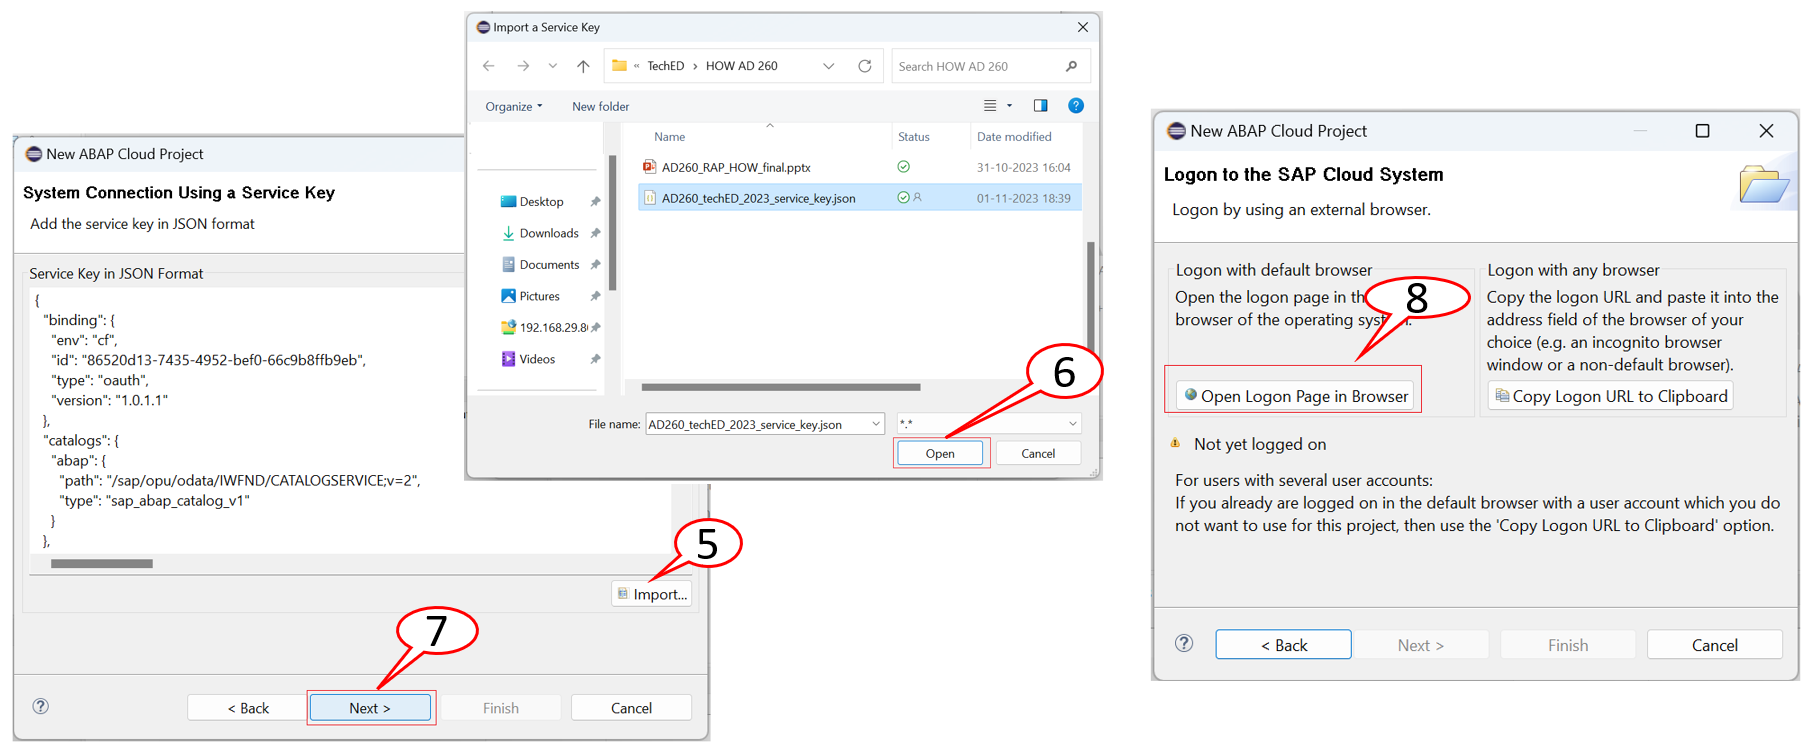 New ABAP Cloud Project
System Connection Using a Service Key
Add the service key in JSON format
Service Key in JSON Format
{
"binding": {
"env": "cf",
"id": "86520d13-7435-4952-bef0-66c9b8ffb9eb",
"type": "oauth",
"version": "1.0.1.1"
},
"catalogs": {
"abap": {
"path": "/sap/opu/odata/IWFND/CATALOGSERVICE;v=2",
"type": "sap_abap_catalog_v1"
}
},
5
Import...
7
< Back
Next >
Finish
Cancel
Import a Service Key
« TechED > HOW AD 260
Search HOW AD 260
Organize
New folder
Name
Status
Date modified
AD260_RAP_HOW_final.pptx
31-10-2023 16:04
AD260_techED_2023_service_key.json
01-11-2023 18:39
Desktop
Downloads
Documents
Pictures
192.168.29.8
Videos
6
File name:
AD260_techED_2023_service_key.json
*.*
Open
Cancel
New ABAP Cloud Project
Logon to the SAP Cloud System
Logon by using an external browser.
Logon with default browser
Open the logon page in th
browser of the operating system.
8
Open Logon Page in Browser
Logon with any browser
Copy the logon URL and paste it into the
address field of the browser of your
choice (e.g. an incognito browser
window or a non-default browser).
Copy Logon URL to Clipboard
Not yet logged on
For users with several user accounts:
If you already are logged on in the default browser with a user account which you do
not want to use for this project, then use the 'Copy Logon URL to Clipboard' option.
< Back
Next >
Finish
Cancel